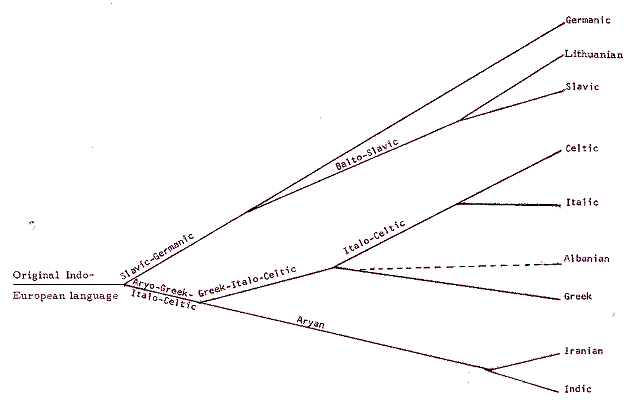 Germanic
Lithuanian
Slavic
Balto-Slavic
Celtic
Italic
Italo-Celtic
Slavic-Germanic
Albanian
Original Indo-
European language
Aryo-Greek-
Italo-Celtic
Greek-Italo-Celtic
Greek
Aryan
Iranian
Indic